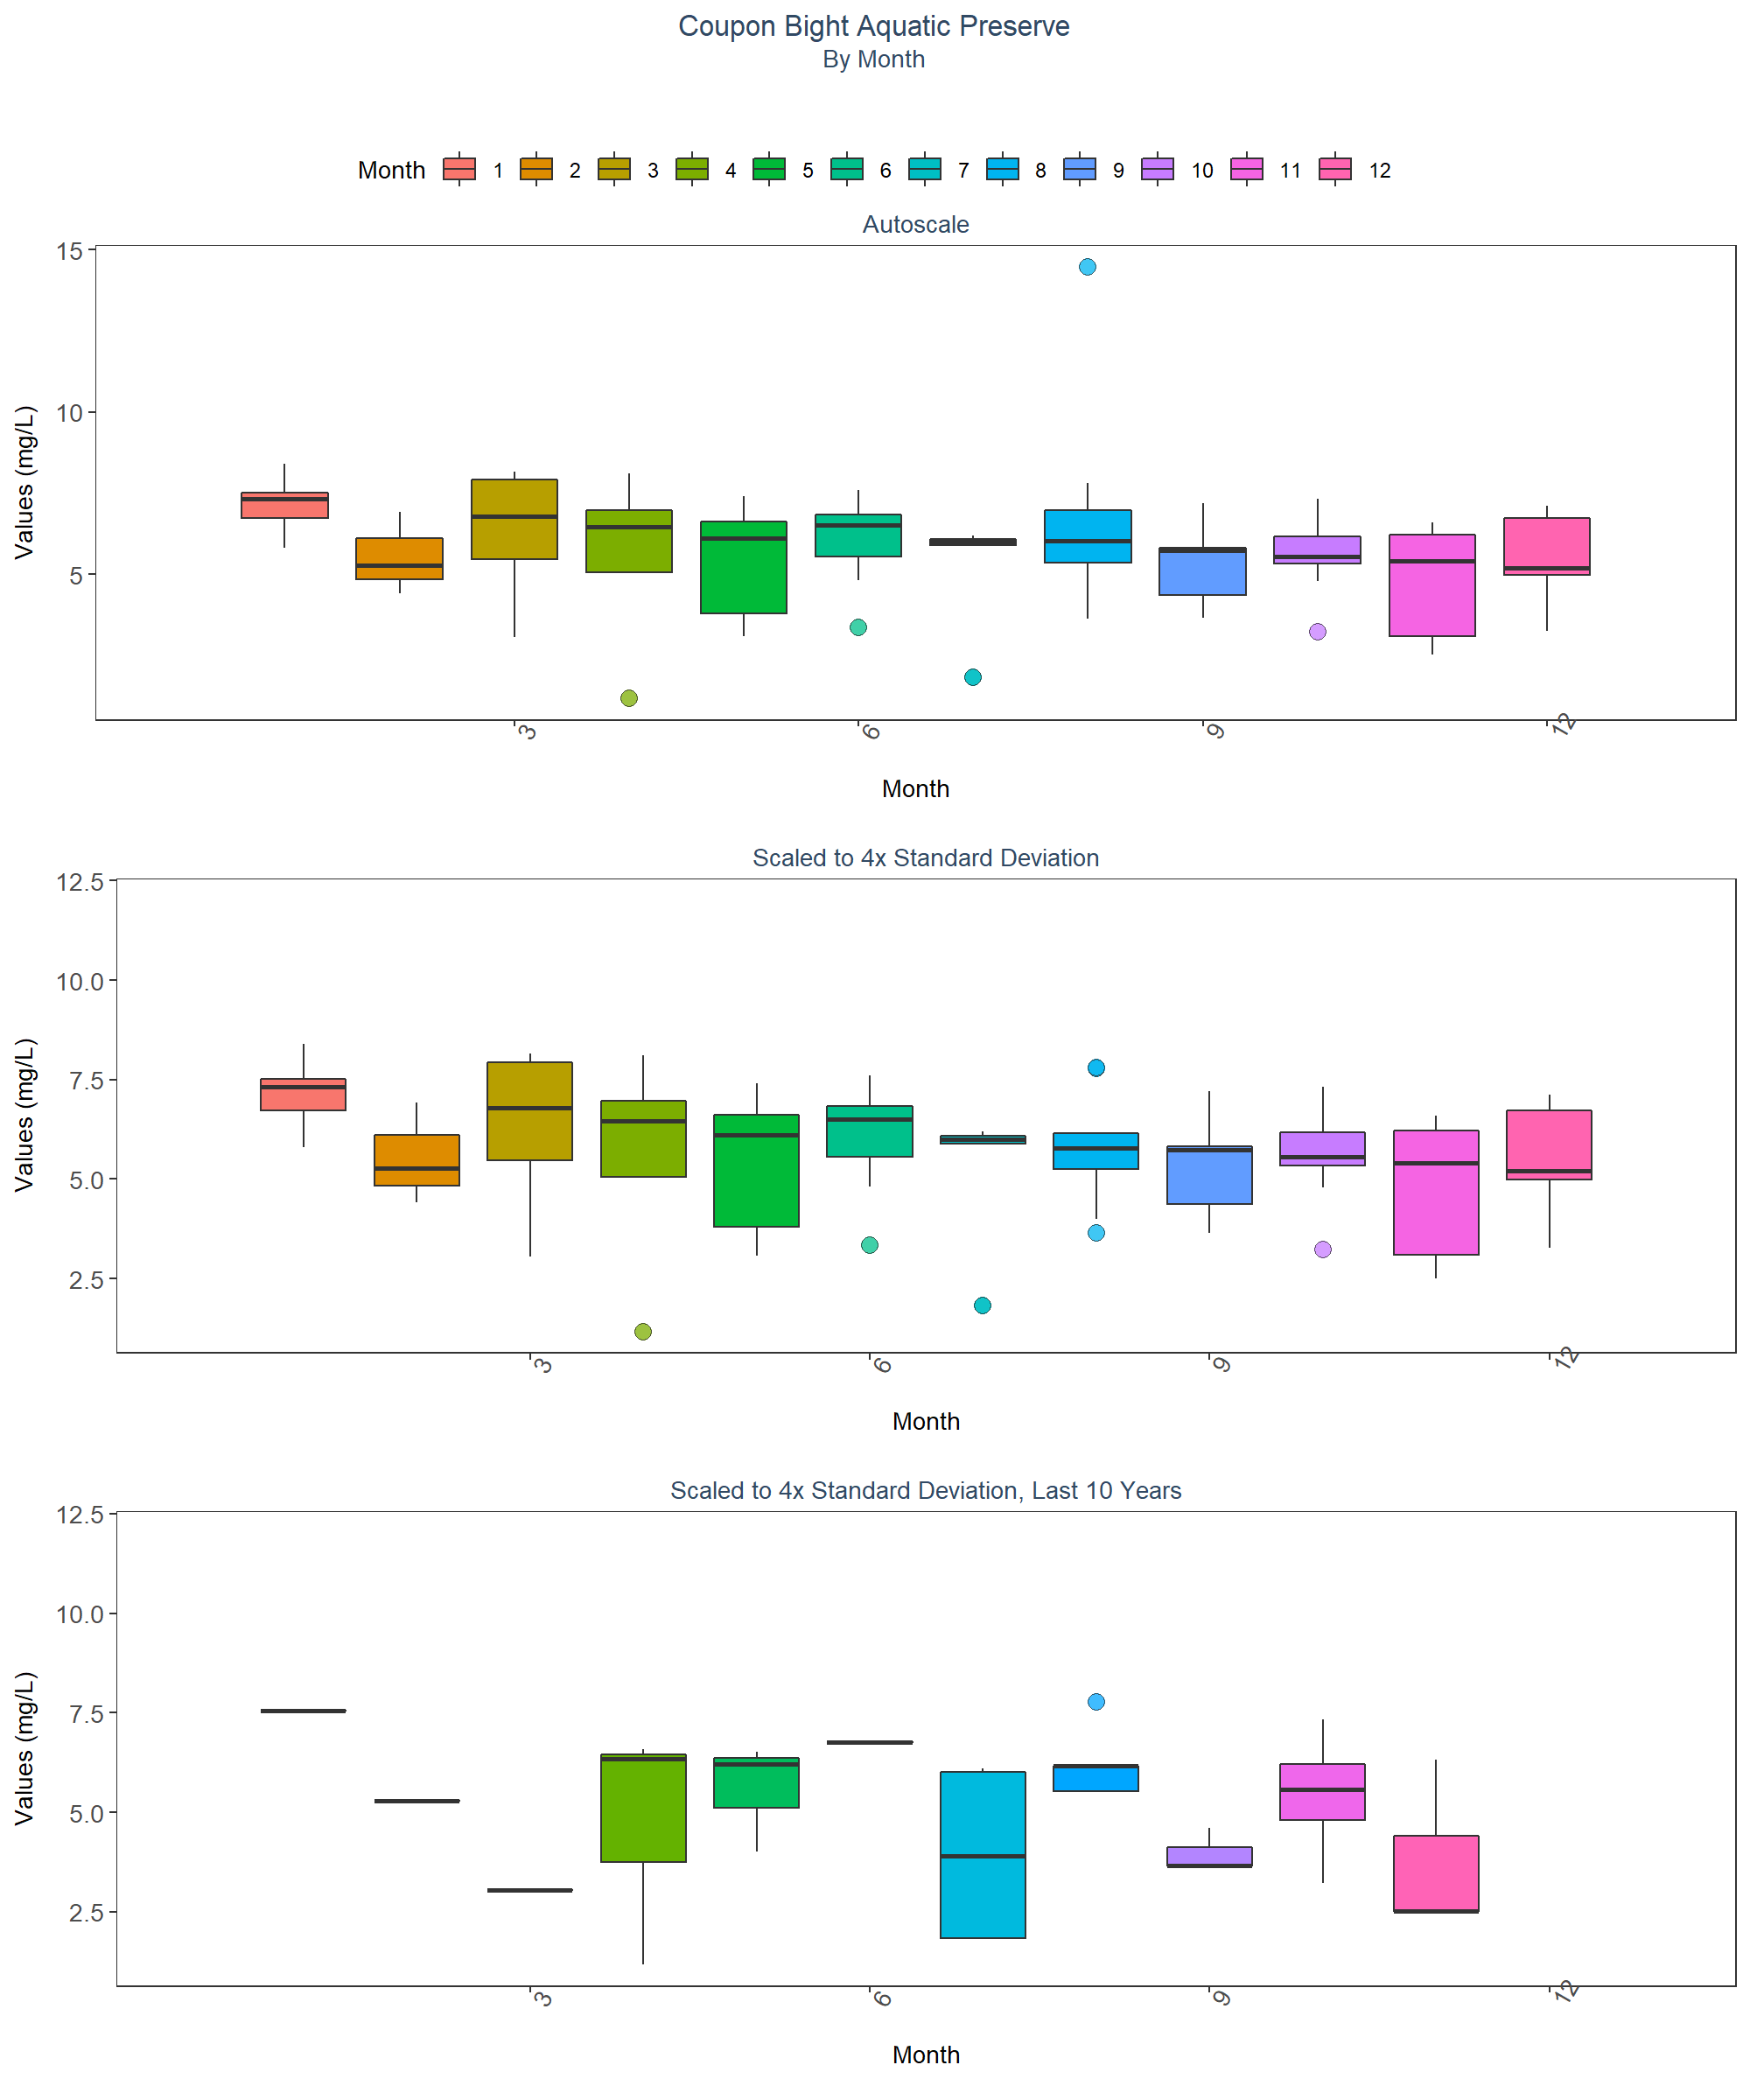 Coupon Bight Aquatic Preserve
By Month
Month 1 2 3 4 5 6 7 8 9 10 11 12
Autoscale
15
10
5
Values (mg/L)
3 6 9 12
Month
Scaled to 4x Standard Deviation
12.5
10.0
7.5
5.0
2.5
Values (mg/L)
3 6 9 12
Month
Scaled to 4x Standard Deviation, Last 10 Years
12.5
10.0
7.5
5.0
2.5
Values (mg/L)
3 6 9 12
Month